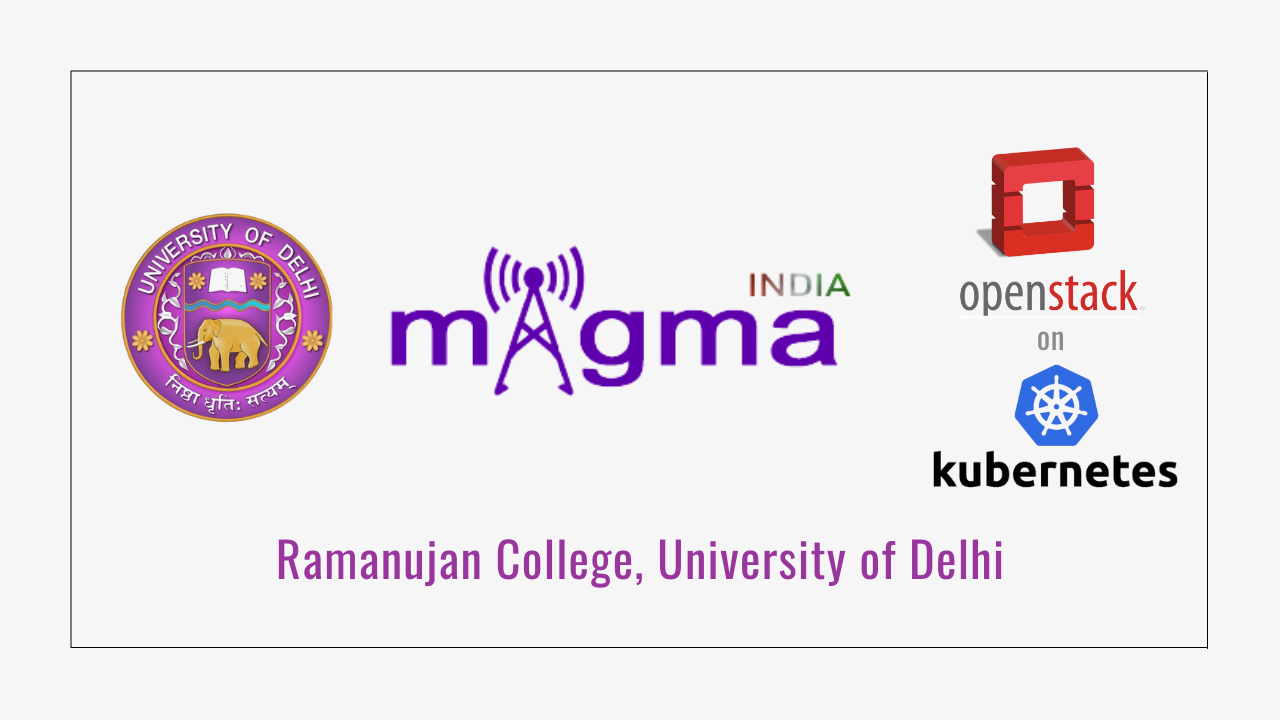 UNIVERSITY OF DELHI
निष्ठा धृतिः सत्यम्
INDIA
mAgma
openstack
on
kubernetes
Ramanujan College, University of Delhi